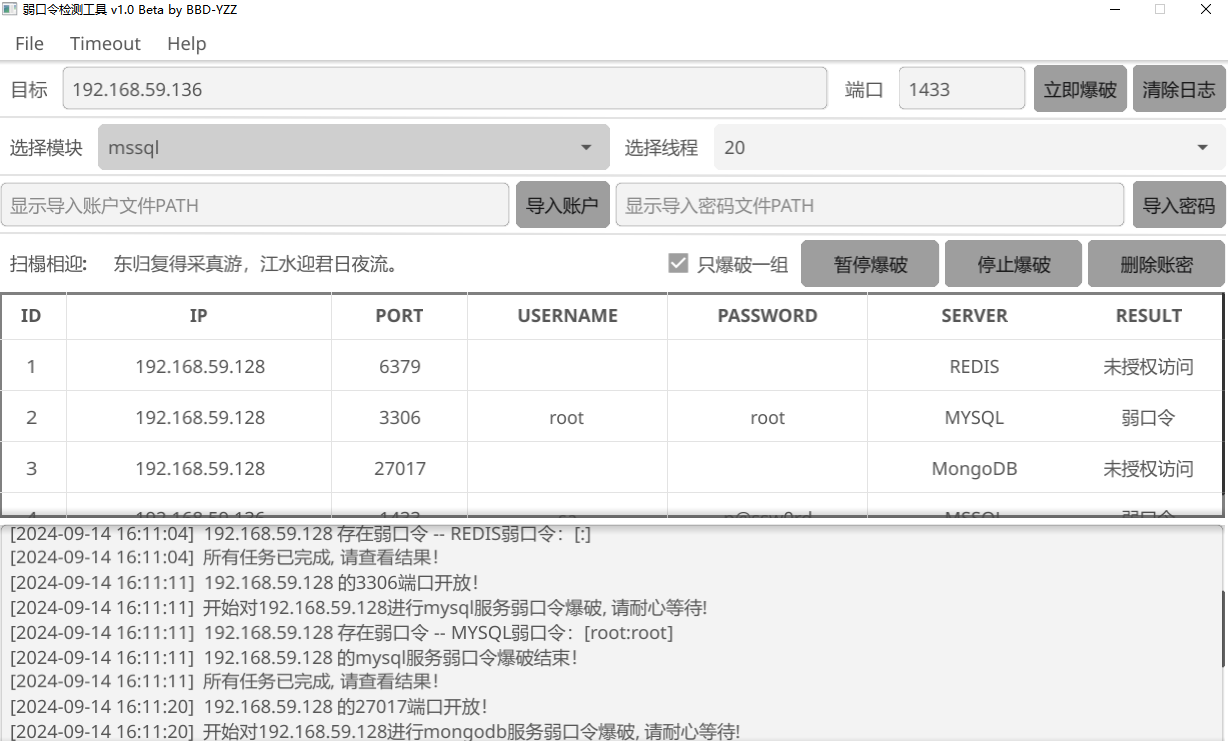 弱口令检测工具 v1.0 Beta by BBD-YZZ
File Timeout Help
目标 192.168.59.136 端口 1433 立即爆破 清除日志
选择模块 mssql 选择线程 20
显示导入账户文件PATH 导入账户 显示导入密码文件PATH 导入密码
扫榻相迎: 东归复得采真游，江水迎君日夜流。 只爆破一组 暂停爆破 停止爆破 删除账密
ID IP PORT USERNAME PASSWORD SERVER RESULT
1 192.168.59.128 6379 REDIS 未授权访问
2 192.168.59.128 3306 root root MYSQL 弱口令
3 192.168.59.128 27017 MongoDB 未授权访问
4 192.168.59.136 1433 sa p@ssw0rd MSSQL 弱口令
[2024-09-14 16:11:04] 192.168.59.128 存在弱口令 -- REDIS弱口令：[:]
[2024-09-14 16:11:04] 所有任务已完成, 请查看结果！
[2024-09-14 16:11:11] 192.168.59.128 的3306端口开放！
[2024-09-14 16:11:11] 开始对192.168.59.128进行mysql服务弱口令爆破, 请耐心等待!
[2024-09-14 16:11:11] 192.168.59.128 存在弱口令 -- MYSQL弱口令：[root:root]
[2024-09-14 16:11:11] 192.168.59.128 的mysql服务弱口令爆破结束！
[2024-09-14 16:11:11] 所有任务已完成, 请查看结果！
[2024-09-14 16:11:20] 192.168.59.128 的27017端口开放！
[2024-09-14 16:11:20] 开始对192.168.59.128进行mongodb服务弱口令爆破, 请耐心等待!